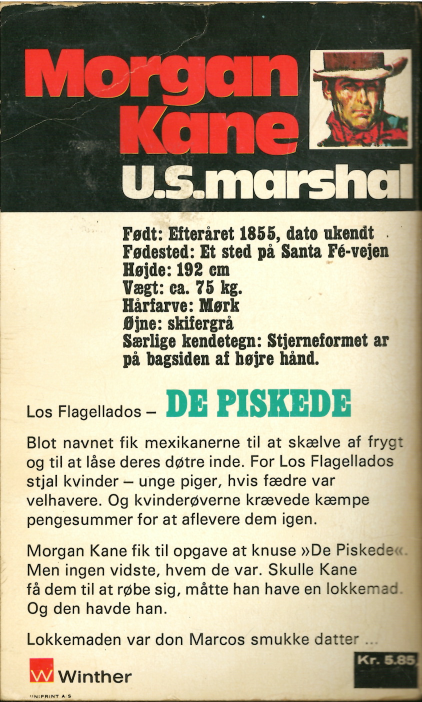 Morgan
Kane
U.S.marshal
Født: Efteråret 1855, dato ukendt
Fødested: Et sted på Santa Fé-vejen
Højde: 192 cm
Vægt: ca. 75 kg.
Hårfarve: Mørk
Øjne: skifergrå
Særlige kendetegn: Stjerneformet ar
på bagsiden af højre hånd.
Los Flagellados – DE PISKEDE
Blot navnet fik mexikanerne til at skælve af frygt
og til at låse deres døtre inde. For Los Flagellados
stjal kvinder – unge piger, hvis fædre var
velhavere. Og kvinderøverne krævede kæmpe
pengesummer for at aflevere dem igen.
Morgan Kane fik til opgave at knuse »De Piskede«.
Men ingen vidste, hvem de var. Skulle Kane
få dem til at røbe sig, måtte han have en lokkemad.
Og den havde han.
Lokkemaden var don Marcos smukke datter ...
Kr. 5.85
W Winther
UNIPRINT A·S